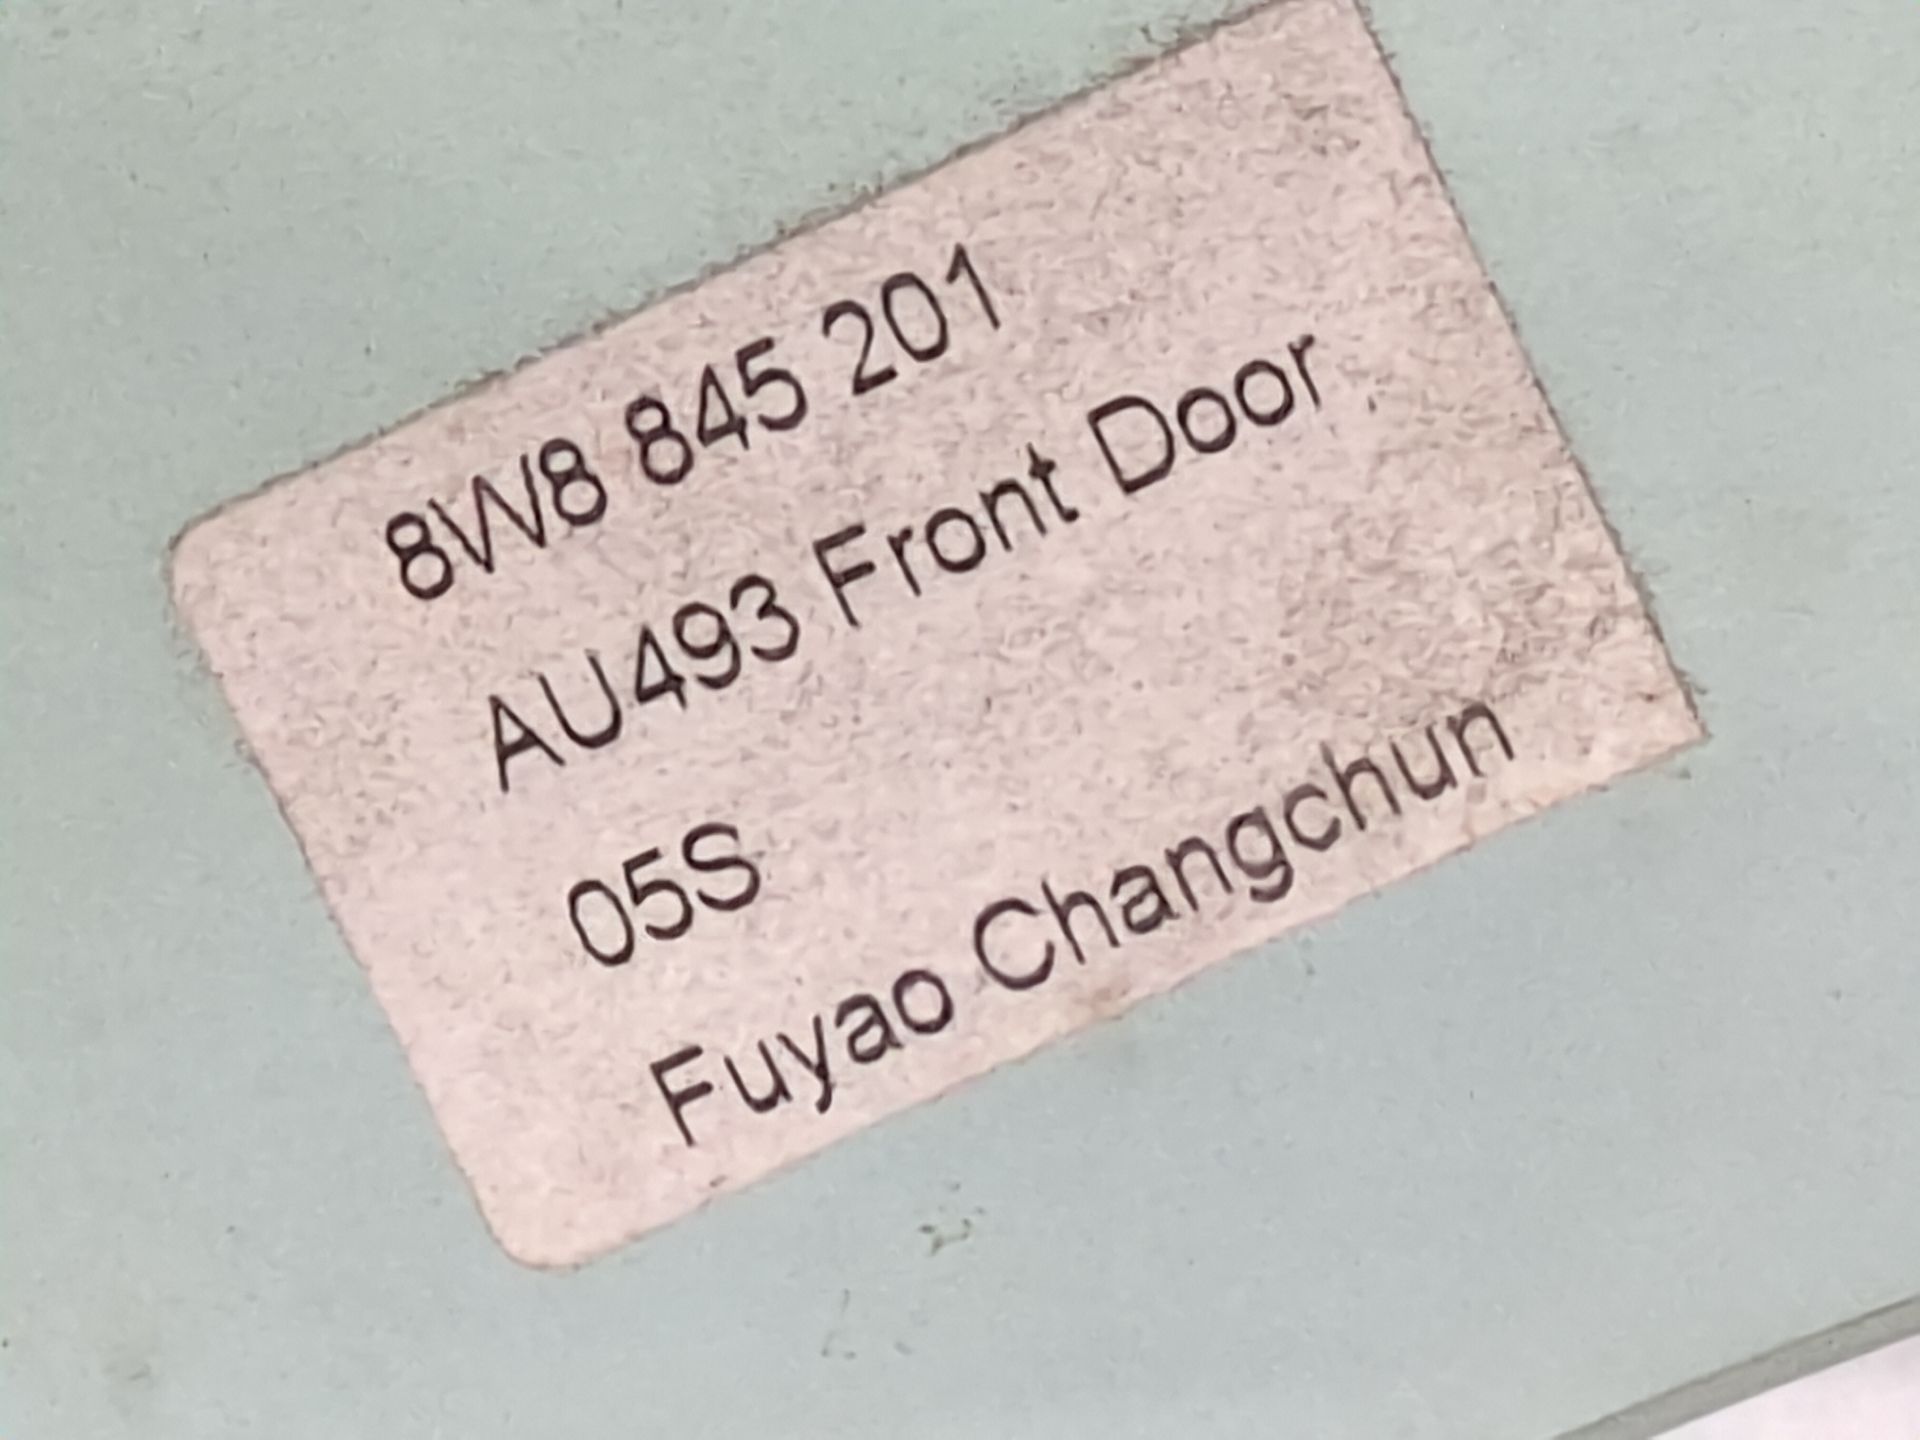 8W8 845 201
AU493 Front Door
05S
Fuyao Changchun